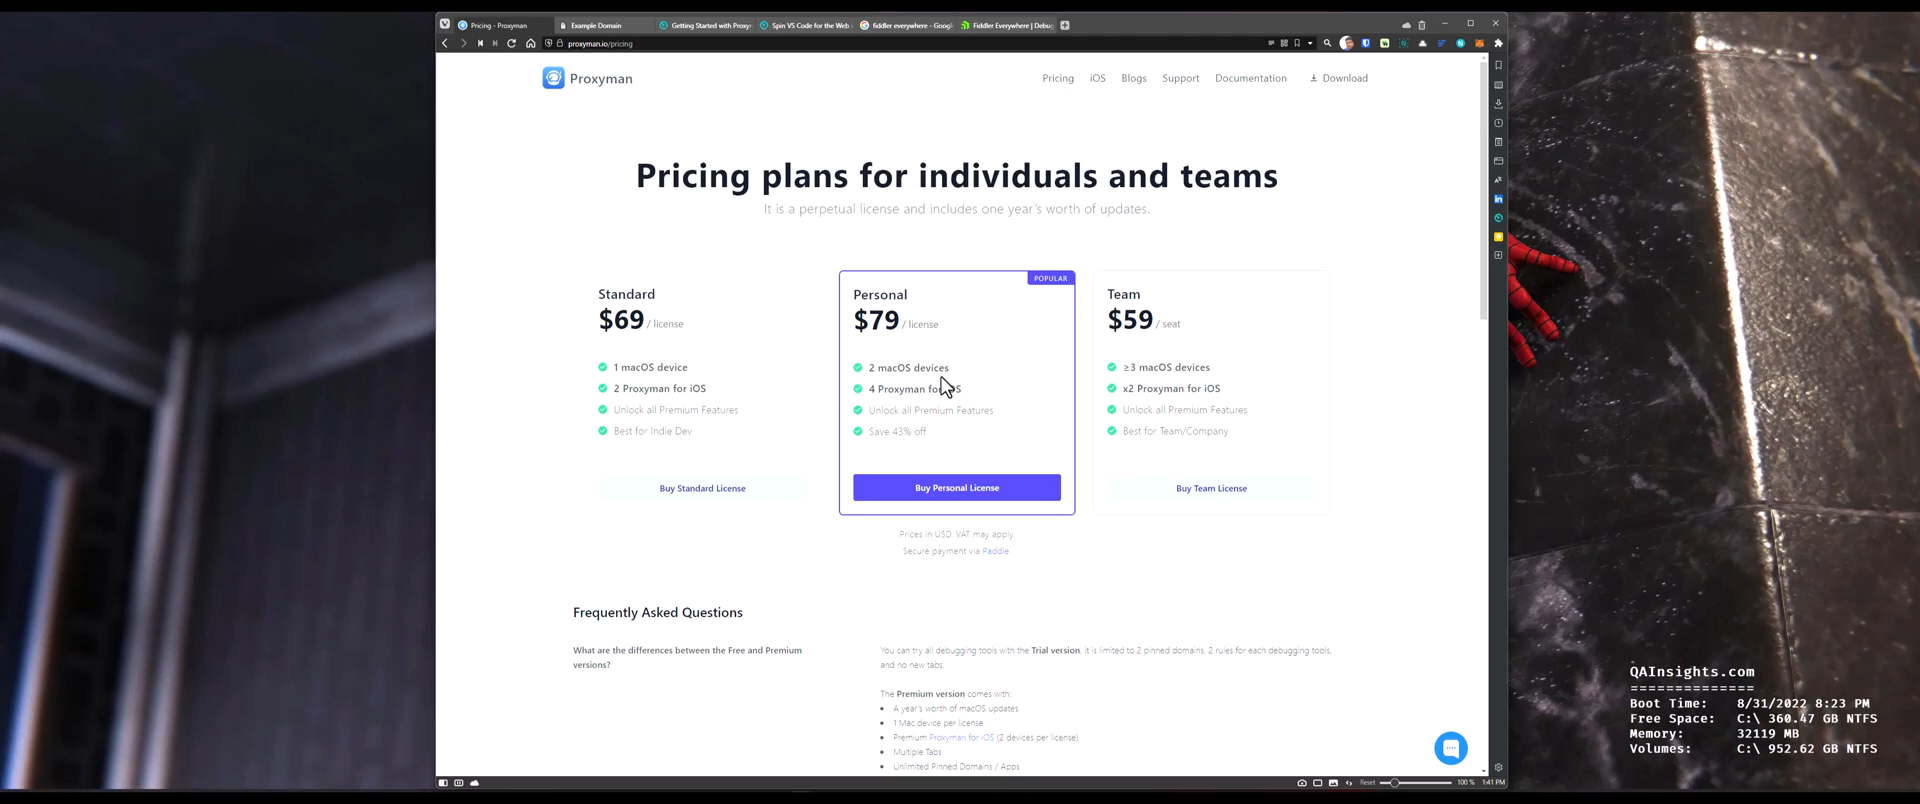 Pricing - Proxyman
Example Domain
Getting Started with Proxy
Spin VS Code for the Web
fiddler everywhere - Googl
Fiddler Everywhere | Debug
proxyman.io/pricing
Proxyman
Pricing
iOS
Blogs
Support
Documentation
Download
Pricing plans for individuals and teams
It is a perpetual license and includes one year's worth of updates.
Standard
$69 / license
1 macOS device
2 Proxyman for iOS
Unlock all Premium Features
Best for Indie Dev
Buy Standard License
POPULAR
Personal
$79 / license
2 macOS devices
4 Proxyman for iOS
Unlock all Premium Features
Save 43% off
Buy Personal License
Team
$59 / seat
≥3 macOS devices
x2 Proxyman for iOS
Unlock all Premium Features
Best for Team/Company
Buy Team License
Prices in USD. VAT may apply.
Secure payment via Paddle.
Frequently Asked Questions
What are the differences between the Free and Premium
versions?
You can try all debugging tools with the Trial version, it is limited to 2 pinned domains, 2 rules for each debugging tools,
and no new tabs.
The Premium version comes with:
A year's worth of macOS updates
1 Mac device per license
Premium Proxyman for iOS (2 devices per license)
Multiple Tabs
Unlimited Pinned Domains / Apps
Reset
100 %
1:41 PM
QAInsights.com
==============
Boot Time: 8/31/2022 8:23 PM
Free Space: C:\ 360.47 GB NTFS
Memory: 32119 MB
Volumes: C:\ 952.62 GB NTFS